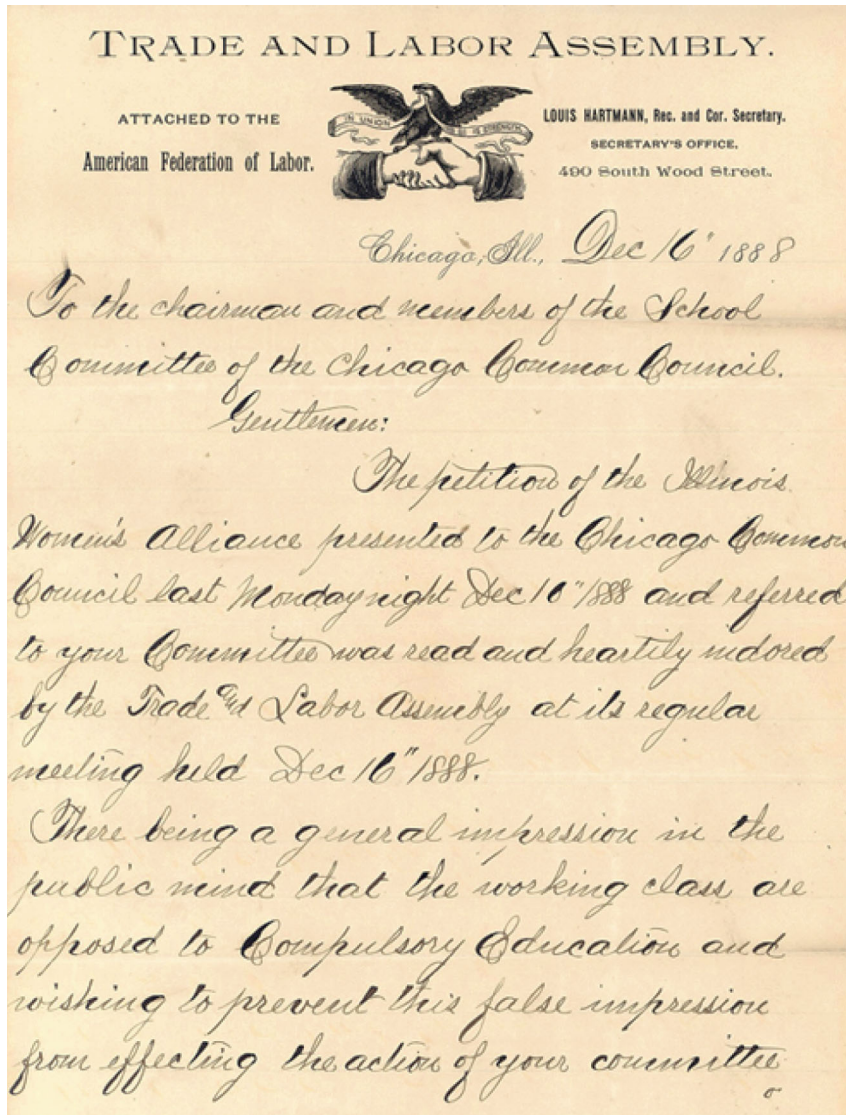 TRADE AND LABOR ASSEMBLY.
ATTACHED TO THE
American Federation of Labor.
IN UNION IS STRENGTH
LOUIS HARTMANN, Rec. and Cor. Secretary.
SECRETARY'S OFFICE,
490 South Wood Street.
Chicago, Ill., Dec 16" 1888
To the chairman and members of the School
Committee of the Chicago Common Council.
Gentlemen:
The petition of the Illinois
Women's Alliance presented to the Chicago Common
Council last Monday night Dec 10"/1888 and referred
to your Committee was read and heartily indored
by the Trade and Labor Assembly at its regular
meeting held Dec 16"/1888.
There being a general impression in the
public mind that the working class are
opposed to Compulsory Education and
wishing to prevent this false impression
from effecting the action of your committee